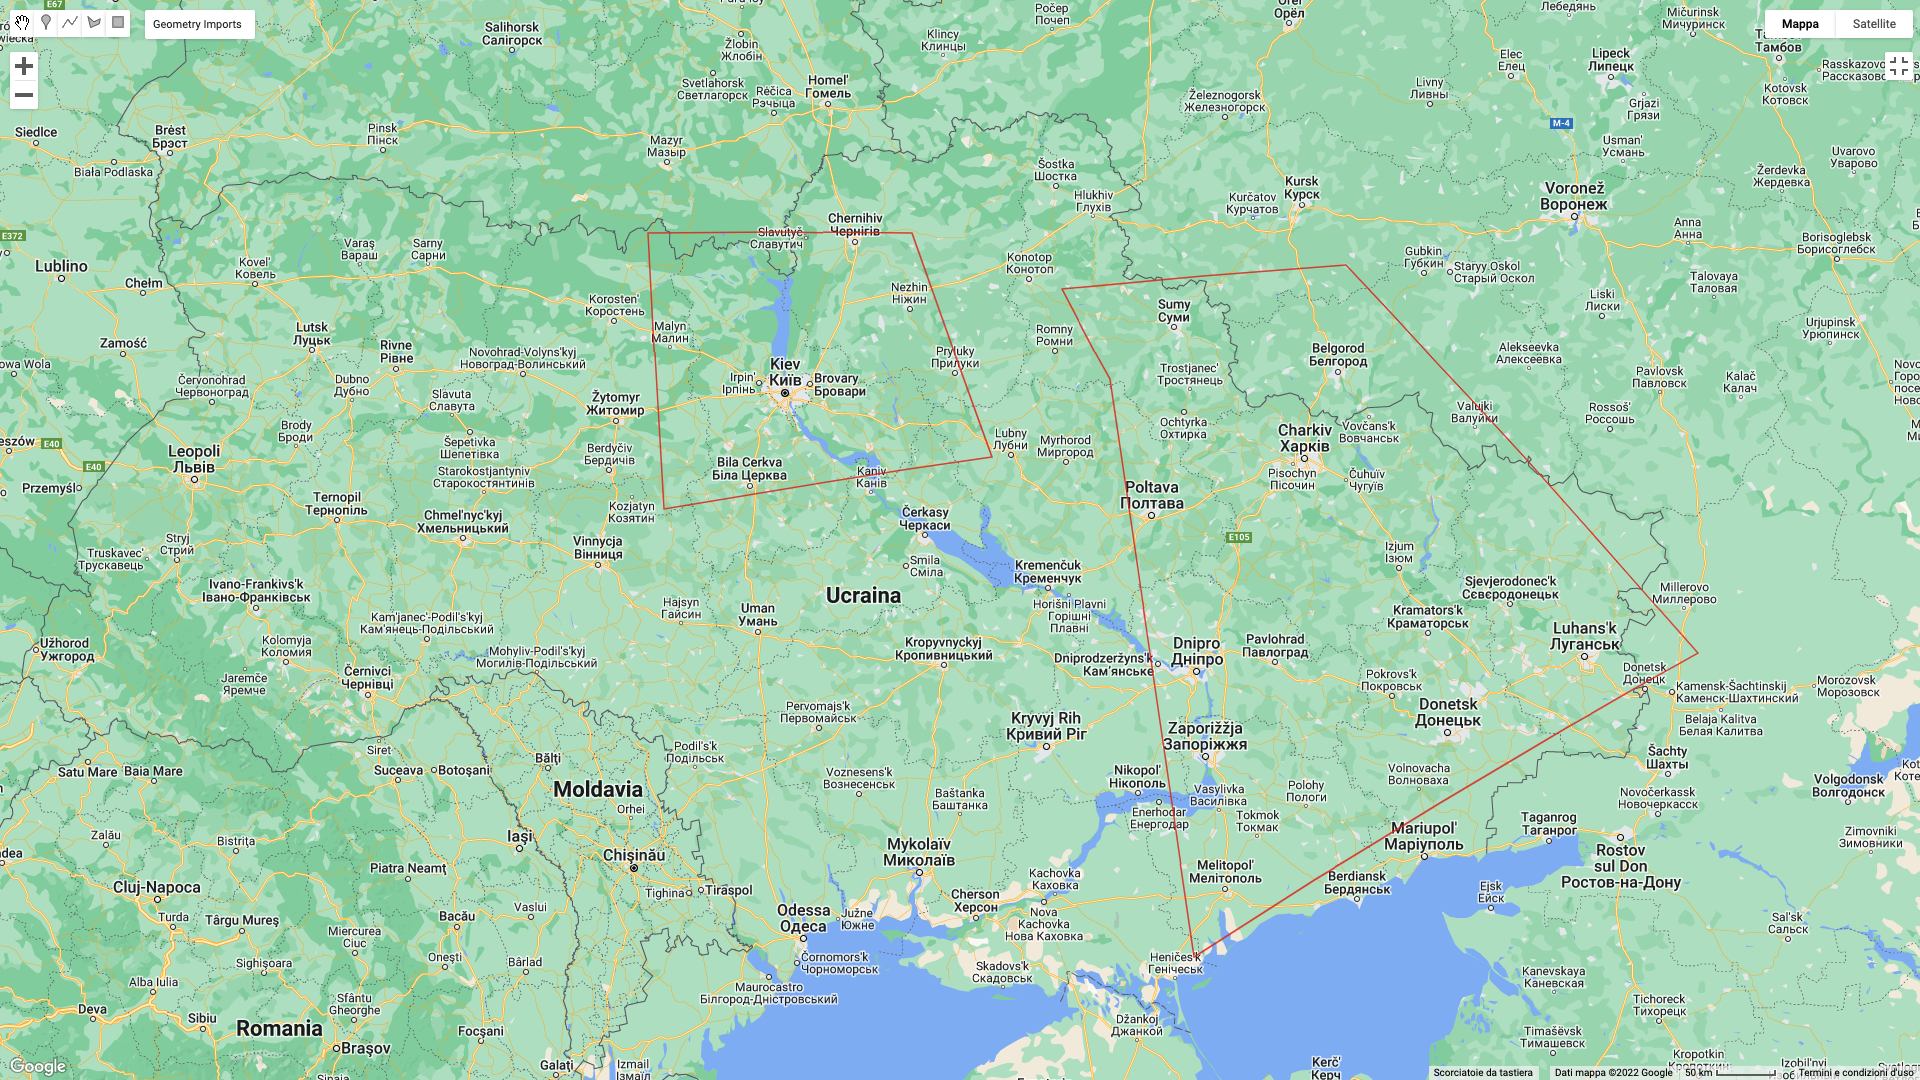 E67
Geometry Imports
Mappa
Satellite
Salihorsk
Салігорск
Žlobin
Жлобін
Klincy
Клинцы
Počep
Почеп
Орёл
Лебедянь
Mičurinsk
Мичуринск
Тамбов
Elec
Елец
Lipeck
Липецк
Rasskazovo
Рассказово
Kotovsk
Котовск
Svetlahorsk
Светлагорск
Rėčica
Рэчыца
Homel'
Гомель
Železnogorsk
Железногорск
Livny
Ливны
Grjazi
Грязи
M-4
Usman'
Усмань
Siedlce
Brėst
Брэст
Pinsk
Пінск
Mazyr
Мазыр
Biała Podlaska
Šostka
Шостка
Hlukhiv
Глухів
Kurčatov
Курчатов
Kursk
Курск
Voronež
Воронеж
Uvarovo
Уварово
Žerdevka
Жердевка
Anna
Анна
Borisoglebsk
Борисоглебск
E372
Lublino
Chełm
Kovel'
Ковель
Varaš
Вараш
Sarny
Сарни
Slavutyč
Славутич
Chernihiv
Чернігів
Konotop
Конотоп
Nezhin
Ніжин
Gubkin
Губкин
Staryy Oskol
Старый Оскол
Talovaya
Таловая
Liski
Лиски
Urjupinsk
Урюпинск
Korosten'
Коростень
Malyn
Малин
Sumy
Суми
Romny
Ромни
Zamość
Lutsk
Луцьк
Rivne
Рівне
Novohrad-Volyns'kyj
Новоград-Волинський
Kiev
Київ
Irpin'
Ірпінь
Brovary
Бровари
Pryluky
Прилуки
Trostjanec'
Тростянець
Belgorod
Белгород
Alekseevka
Алексеевка
Pavlovsk
Павловск
Kalač
Калач
Červonohrad
Червоноград
Dubno
Дубно
Slavuta
Славута
Žytomyr
Житомир
Valujki
Валуйки
Rossoš'
Россошь
E40
E40
Leopoli
Львів
Brody
Броди
Šepetivka
Шепетівка
Starokostjantyniv
Старокостянтинів
Berdyčiv
Бердичів
Bila Cerkva
Біла Церква
Kaniv
Канів
Lubny
Лубни
Myrhorod
Миргород
Ochtyrka
Охтирка
Charkiv
Харків
Vovčans'k
Вовчанськ
Pisochyn
Пісочин
Čuhuïv
Чугуїв
Przemyśl
Ternopil
Тернопіль
Chmel'nyc'kyj
Хмельницький
Kozjatyn
Козятин
Čerkasy
Черкаси
Poltava
Полтава
E105
Izjum
Ізюм
Truskavec'
Трускавець
Stryj
Стрий
Vinnycja
Вінниця
Smila
Сміла
Kremenčuk
Кременчук
Sjevjerodonec'k
Сєвєродонецьк
Millerovo
Миллерово
Ivano-Frankivs'k
Івано-Франківськ
Hajsyn
Гайсин
Uman
Умань
Ucraina
Horišni Plavni
Горішні
Плавні
Kramators'k
Краматорськ
Luhans'k
Луганськ
Kam'janec'-Podil's'kyj
Кам'янець-Подільський
Užhorod
Ужгород
Kolomyja
Коломия
Mohyliv-Podil's'kyj
Могилів-Подільський
Kropyvnyckyj
Кропивницький
Dniprodzeržyns'k
Кам'янське
Dnipro
Дніпро
Pavlohrad
Павлоград
Donetsk
Донецк
Jaremče
Яремче
Černivci
Чернівці
Pokrovs'k
Покровськ
Kamensk-Šachtinskij
Каменск-Шахтинский
Morozovsk
Морозовск
Donetsk
Донецьк
Belaja Kalitva
Белая Калитва
Pervomajs'k
Первомайськ
Kryvyj Rih
Кривий Ріг
Zaporižžja
Запоріжжя
Siret
Podil's'k
Подільськ
Satu Mare
Baia Mare
Suceava
Botoşani
Bălţi
Moldavia
Orhei
Voznesens'k
Вознесенськ
Baštanka
Баштанка
Nikopol'
Нікополь
Vasylivka
Василівка
Polohy
Пологи
Volnovacha
Волноваха
Šachty
Шахты
Volgodonsk
Волгодонск
Novočerkassk
Новочеркасск
Enerhodar
Енергодар
Tokmok
Токмак
Mariupol'
Маріуполь
Taganrog
Таганрог
Zimovniki
Зимовники
Zalău
Bistriţa
Iaşi
Piatra Neamţ
Chişinău
Tighina
Tiraspol
Mykolaïv
Миколаїв
Kachovka
Каховка
Melitopol'
Мелітополь
Berdiansk
Бердянськ
Rostov
sul Don
Ростов-на-Дону
Ejsk
Ейск
Cluj-Napoca
Turda
Târgu Mureş
Bacău
Vaslui
Odessa
Одеса
Južne
Южне
Cherson
Херсон
Nova
Kachovka
Нова Каховка
Sal'sk
Сальск
Miercurea
Ciuc
Sighişoara
Oneşti
Bârlad
Čornomors'k
Чорноморськ
Skadovs'k
Скадовськ
Heničes'k
Генічеськ
Kanevskaya
Каневская
Alba Iulia
Maurocastro
Білгород-Дністровський
Deva
Sibiu
Sfântu
Gheorghe
Romania
Focşani
Džankoj
Джанкой
Tichoreck
Тихорецк
Timašëvsk
Тимашевск
Braşov
Galaţi
Izmail
Ізмаїл
Kerč'
Керч
Kropotkin
Google
Scorciatoie da tastiera
Dati mappa ©2022 Google
50 km
Termini e condizioni d'uso